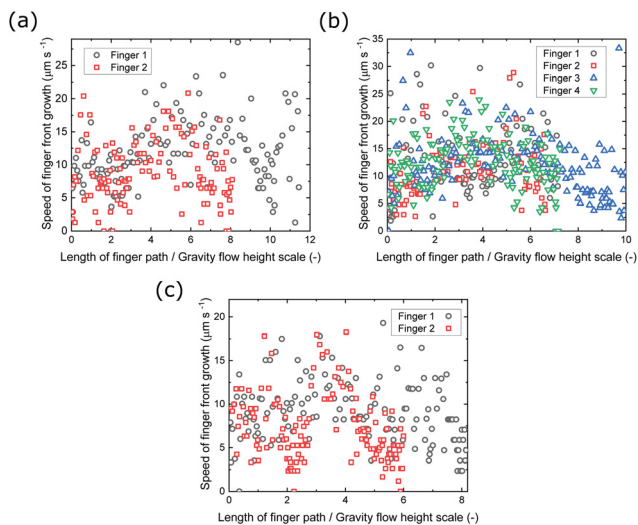 (a)
Speed of finger front growth (μm s⁻¹)
30
25
20
15
10
5
0
Finger 1
Finger 2
0 2 4 6 8 10 12
Length of finger path / Gravity flow height scale (-)
(b)
Speed of finger front growth (μm s⁻¹)
35
30
25
20
15
10
5
0
Finger 1
Finger 2
Finger 3
Finger 4
0 2 4 6 8 10
Length of finger path / Gravity flow height scale (-)
(c)
Speed of finger front growth (μm s⁻¹)
20
15
10
5
0
Finger 1
Finger 2
0 2 4 6 8
Length of finger path / Gravity flow height scale (-)